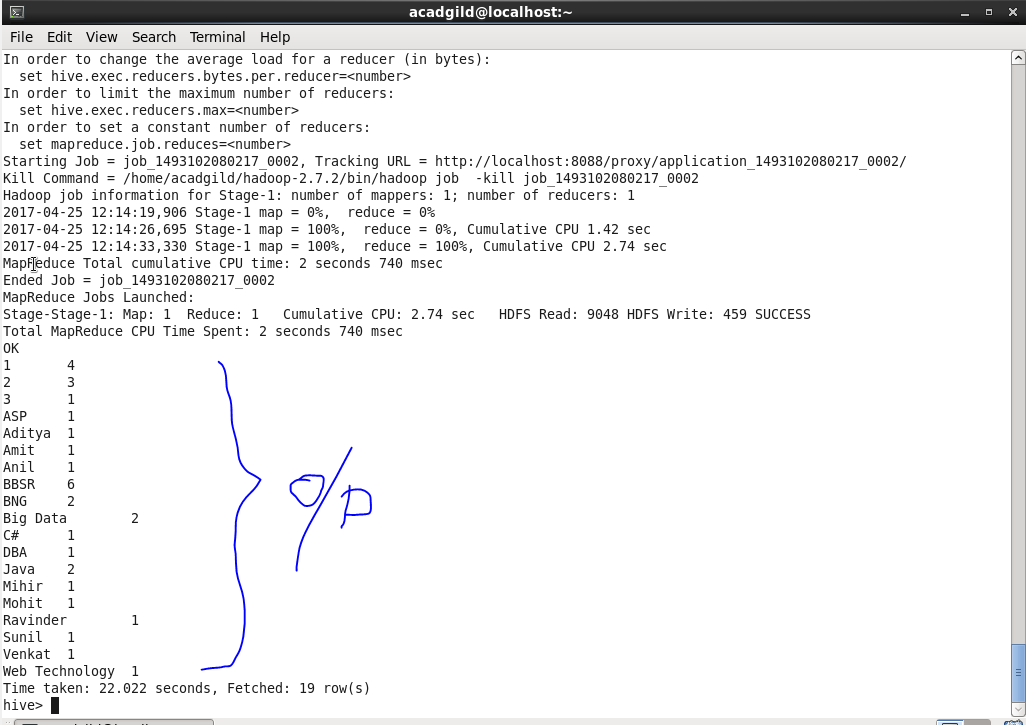 acadgild@localhost:~
File Edit View Search Terminal Help
In order to change the average load for a reducer (in bytes):
  set hive.exec.reducers.bytes.per.reducer=<number>
In order to limit the maximum number of reducers:
  set hive.exec.reducers.max=<number>
In order to set a constant number of reducers:
  set mapreduce.job.reduces=<number>
Starting Job = job_1493102080217_0002, Tracking URL = http://localhost:8088/proxy/application_1493102080217_0002/
Kill Command = /home/acadgild/hadoop-2.7.2/bin/hadoop job  -kill job_1493102080217_0002
Hadoop job information for Stage-1: number of mappers: 1; number of reducers: 1
2017-04-25 12:14:19,906 Stage-1 map = 0%,  reduce = 0%
2017-04-25 12:14:26,695 Stage-1 map = 100%,  reduce = 0%, Cumulative CPU 1.42 sec
2017-04-25 12:14:33,330 Stage-1 map = 100%,  reduce = 100%, Cumulative CPU 2.74 sec
MapReduce Total cumulative CPU time: 2 seconds 740 msec
Ended Job = job_1493102080217_0002
MapReduce Jobs Launched:
Stage-Stage-1: Map: 1  Reduce: 1   Cumulative CPU: 2.74 sec   HDFS Read: 9048 HDFS Write: 459 SUCCESS
Total MapReduce CPU Time Spent: 2 seconds 740 msec
OK
1	4
2	3
3	1
ASP	1
Aditya	1
Amit	1
Anil	1
BBSR	6
BNG	2
Big Data	2
C#	1
DBA	1
Java	2
Mihir	1
Mohit	1
Ravinder	1
Sunil	1
Venkat	1
Web Technology	1
O/P
Time taken: 22.022 seconds, Fetched: 19 row(s)
hive>